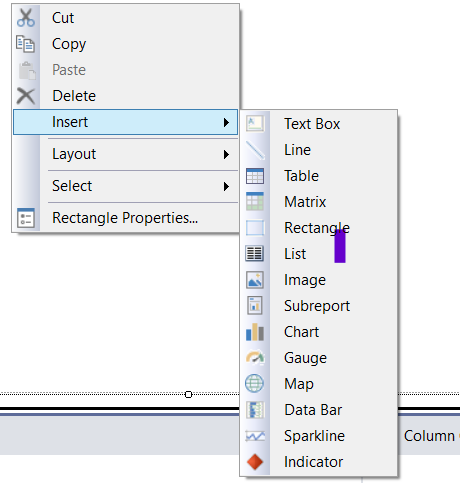 Cut
Copy
Paste
Delete
Insert
Layout
Select
Rectangle Properties...
Text Box
Line
Table
Matrix
Rectangle
List
Image
Subreport
Chart
Gauge
Map
Data Bar
Sparkline
Indicator
Column